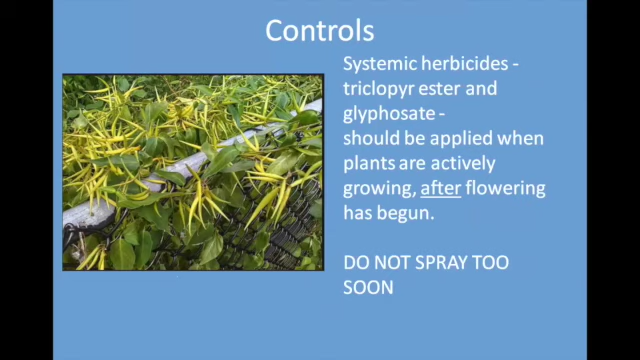 Controls
Systemic herbicides -
triclopyr ester and
glyphosate -
should be applied when
plants are actively
growing, after flowering
has begun.
DO NOT SPRAY TOO
SOON